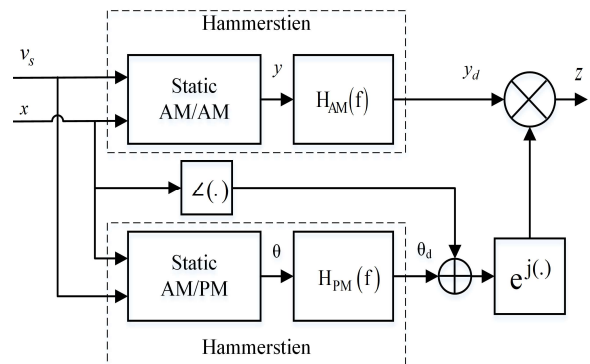 Hammerstien
v_s
x
Static
AM/AM
y
H_AM(f)
y_d
z
∠(.)
Static
AM/PM
θ
H_PM(f)
θ_d
e^j(.)
Hammerstien